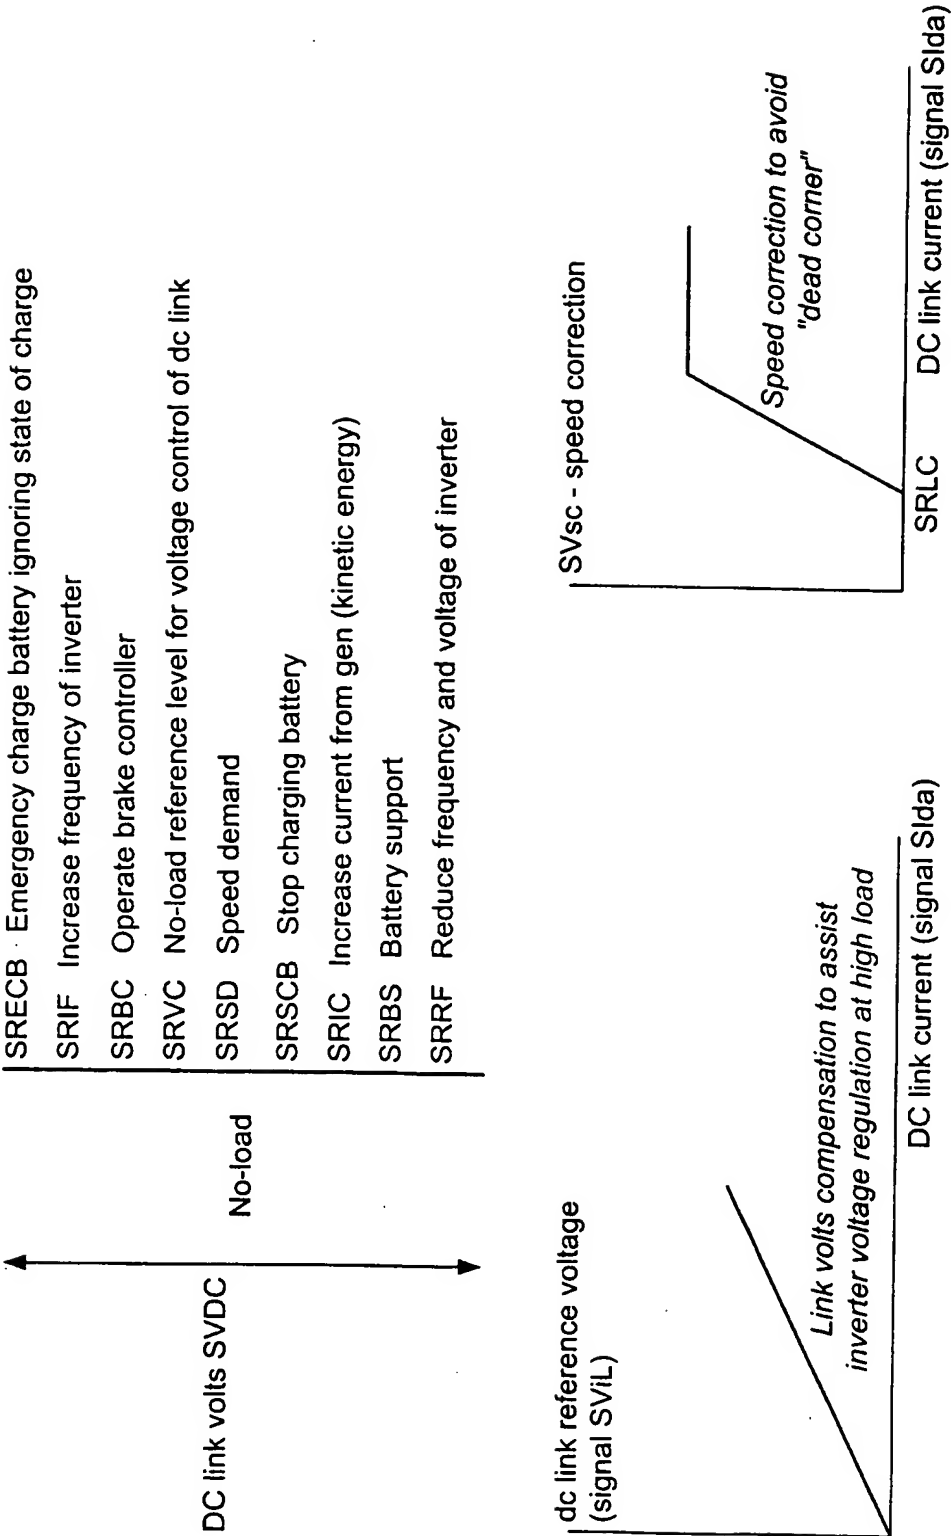 DC link volts SVDC
No-load
SRECB Emergency charge battery ignoring state of charge
SRIF Increase frequency of inverter
SRBC Operate brake controller
SRVC No-load reference level for voltage control of dc link
SRSD Speed demand
SRSCB Stop charging battery
SRIC Increase current from gen (kinetic energy)
SRBS Battery support
SRRF Reduce frequency and voltage of inverter
dc link reference voltage
(signal SViL)
Link volts compensation to assist
inverter voltage regulation at high load
DC link current (signal SIda)
SVsc - speed correction
Speed correction to avoid
"dead corner"
SRLC
DC link current (signal SIda)